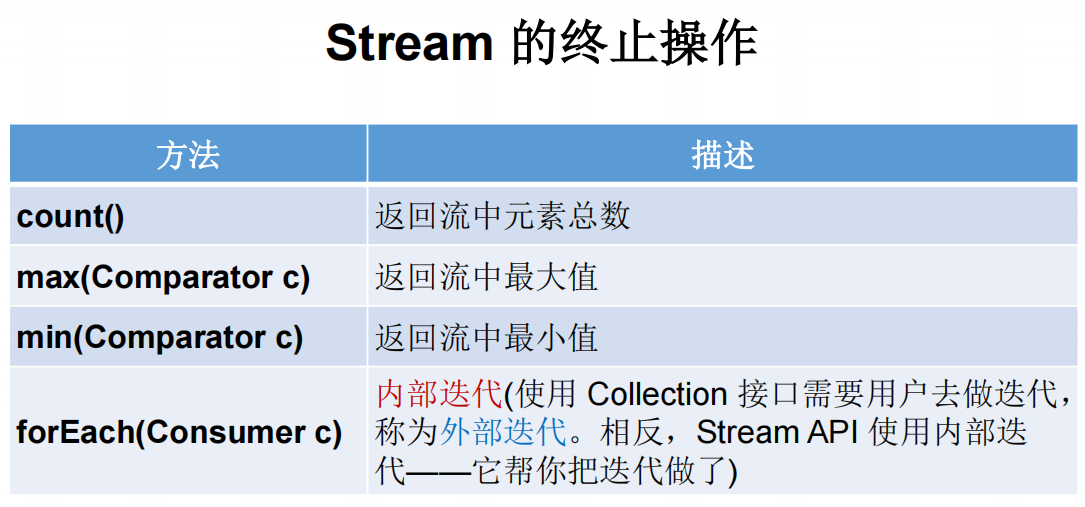 Stream 的终止操作
方法 描述
count() 返回流中元素总数
max(Comparator c) 返回流中最大值
min(Comparator c) 返回流中最小值
forEach(Consumer c) 内部迭代(使用 Collection 接口需要用户去做迭代，
称为外部迭代。相反，Stream API 使用内部迭
代——它帮你把迭代做了)